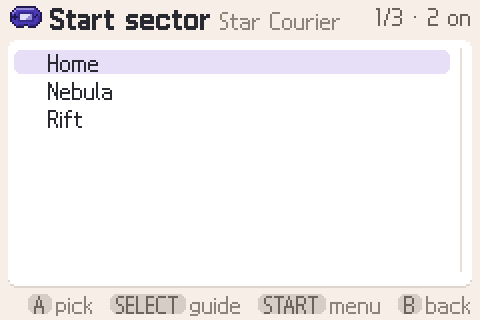 Start sector Star Courier 1/3 · 2 on
Home
Nebula
Rift
A pick SELECT guide START menu B back